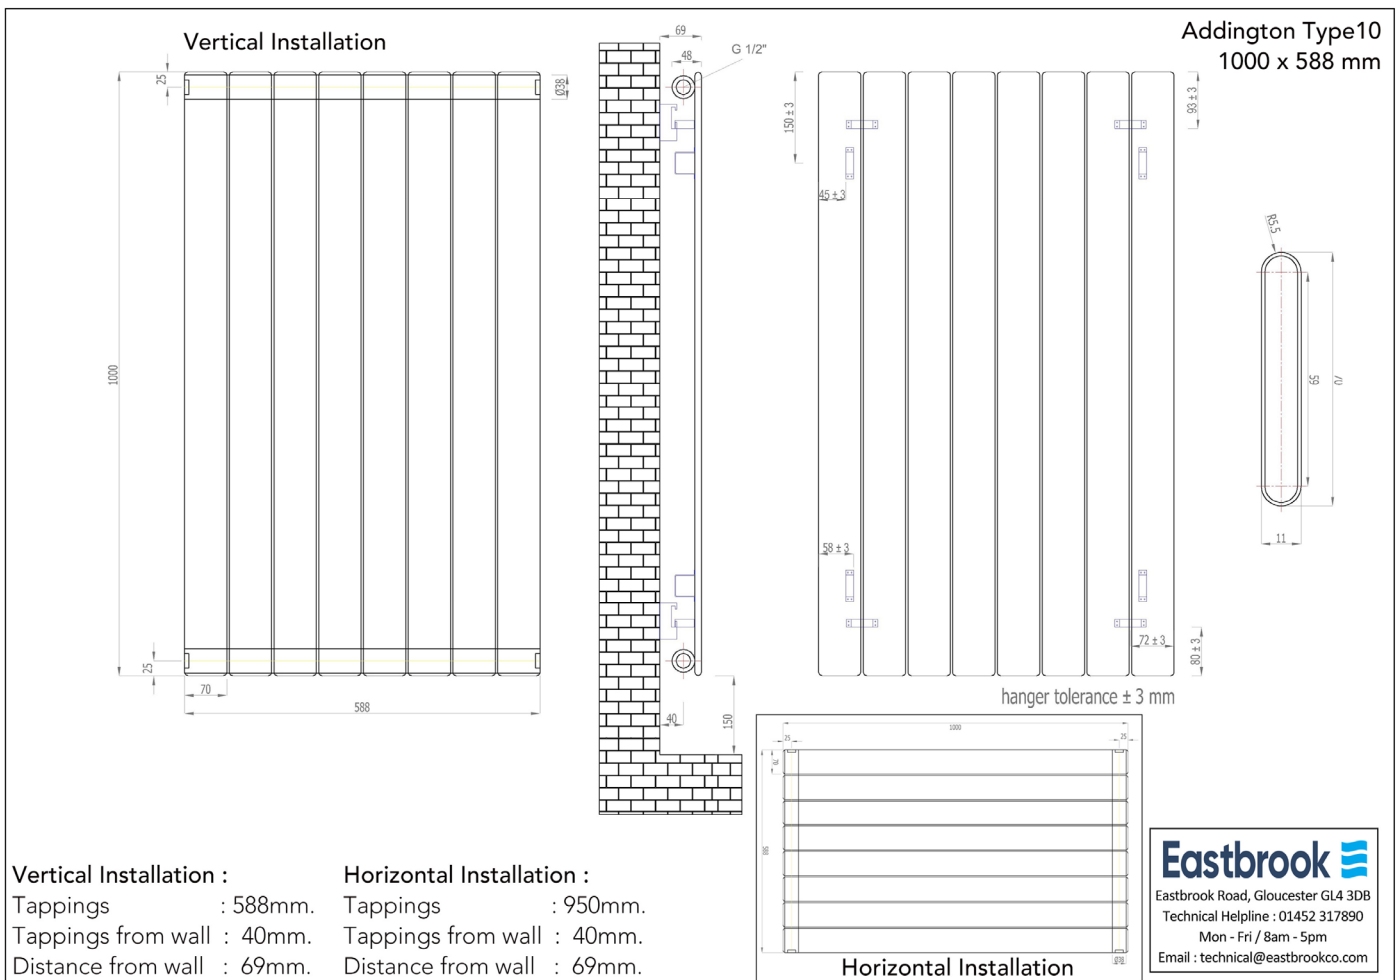 Vertical Installation
Addington Type10
1000 x 588 mm
25
Ø38
1000
25
70
588
69
48
G 1/2"
40
150
150 ± 3
45 ± 3
93 ± 3
58 ± 3
72 ± 3
80 ± 3
hanger tolerance ± 3 mm
R5.5
59
70
11
1000
25
25
70
588
Ø38
Horizontal Installation
Vertical Installation :
Tappings : 588mm.
Tappings from wall : 40mm.
Distance from wall : 69mm.
Horizontal Installation :
Tappings : 950mm.
Tappings from wall : 40mm.
Distance from wall : 69mm.
Eastbrook
Eastbrook Road, Gloucester GL4 3DB
Technical Helpline : 01452 317890
Mon - Fri / 8am - 5pm
Email : technical@eastbrookco.com